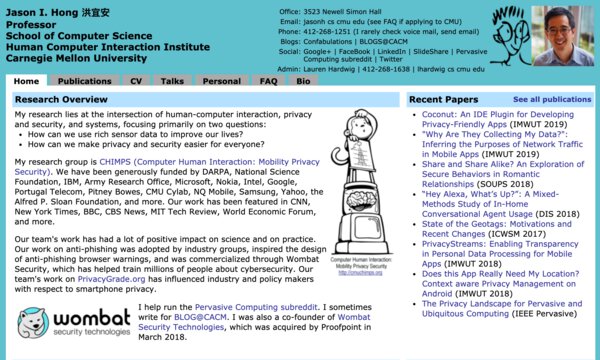 Jason I. Hong 洪宜安
Professor
School of Computer Science
Human Computer Interaction Institute
Carnegie Mellon University
Office: 3523 Newell Simon Hall
Email: Jasonh cs cmu edu (see FAQ if applying to CMU)
Phone: 412-268-1251 (I rarely check voice mail, send email)
Blogs: Confabulations | BLOGS@CACM
Social: Google+ | FaceBook | LinkedIn | SlideShare | Pervasive
Computing subreddit | Twitter
Admin: Lauren Hardwig | 412-268-1638 | lhardwig cs cmu edu
Home Publications CV Talks Personal FAQ Bio
Research Overview
My research lies at the intersection of human-computer interaction, privacy
and security, and systems, focusing primarily on two questions:
• How can we use rich sensor data to improve our lives?
• How can we make privacy and security easier for everyone?
My research group is CHIMPS (Computer Human Interaction: Mobility Privacy
Security). We have been generously funded by DARPA, National Science
Foundation, IBM, Army Research Office, Microsoft, Nokia, Intel, Google,
Portugal Telecom, Pitney Bowes, CMU Cylab, NQ Mobile, Samsung, Yahoo, the
Alfred P. Sloan Foundation, and more. Our work has been featured in CNN,
New York Times, BBC, CBS News, MIT Tech Review, World Economic Forum,
and more.
Our team's work has had a lot of positive impact on science and on practice.
Our work on anti-phishing was adopted by industry groups, inspired the design
of anti-phishing browser warnings, and was commercialized through Wombat
Security, which has helped train millions of people about cybersecurity. Our
team's work on PrivacyGrade.org has influenced industry and policy makers
with respect to smartphone privacy.
Computer Human Interaction
Mobility Privacy Security
http://cmuchimps.org
wombat
security technologies
I help run the Pervasive Computing subreddit. I sometimes
write for BLOG@CACM. I was also a co-founder of Wombat
Security Technologies, which was acquired by Proofpoint in
March 2018.
Recent Papers See all publications
• Coconut: An IDE Plugin for Developing
Privacy-Friendly Apps (IMWUT 2019)
• "Why Are They Collecting My Data?":
Inferring the Purposes of Network Traffic
in Mobile Apps (IMWUT 2019)
• Share and Share Alike? An Exploration of
Secure Behaviors in Romantic
Relationships (SOUPS 2018)
• "Hey Alexa, What's Up?": A Mixed-
Methods Study of In-Home
Conversational Agent Usage (DIS 2018)
• State of the Geotags: Motivations and
Recent Changes (ICWSM 2017)
• PrivacyStreams: Enabling Transparency
in Personal Data Processing for Mobile
Apps (IMWUT 2018)
• Does this App Really Need My Location?
Context aware Privacy Management on
Android (IMWUT 2018)
• The Privacy Landscape for Pervasive and
Ubiquitous Computing (IEEE Pervasive)